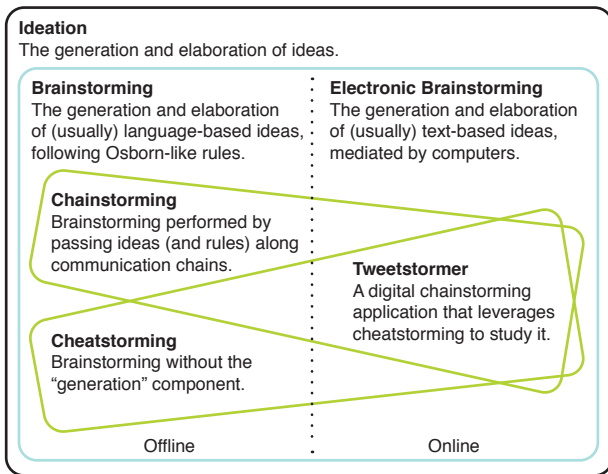 Ideation
The generation and elaboration of ideas.
Brainstorming
The generation and elaboration
of (usually) language-based ideas,
following Osborn-like rules.
Electronic Brainstorming
The generation and elaboration
of (usually) text-based ideas,
mediated by computers.
Chainstorming
Brainstorming performed by
passing ideas (and rules) along
communication chains.
Tweetstormer
A digital chainstorming
application that leverages
cheatstorming to study it.
Cheatstorming
Brainstorming without the
“generation” component.
Offline
Online